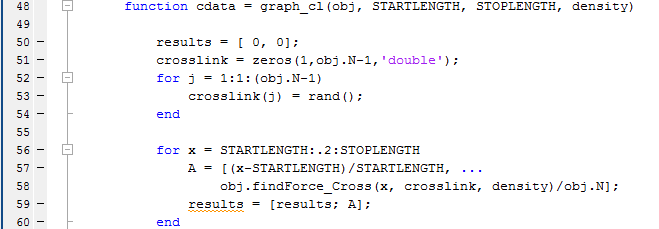 48 function cdata = graph_cl(obj, STARTLENGTH, STOPLENGTH, density)
49
50 - results = [ 0, 0];
51 - crosslink = zeros(1,obj.N-1,'double');
52 - for j = 1:1:(obj.N-1)
53 - crosslink(j) = rand();
54 - end
55
56 - for x = STARTLENGTH:.2:STOPLENGTH
57 - A = [(x-STARTLENGTH)/STARTLENGTH, ...
58 obj.findForce_Cross(x, crosslink, density)/obj.N];
59 - results = [results; A];
60 - end